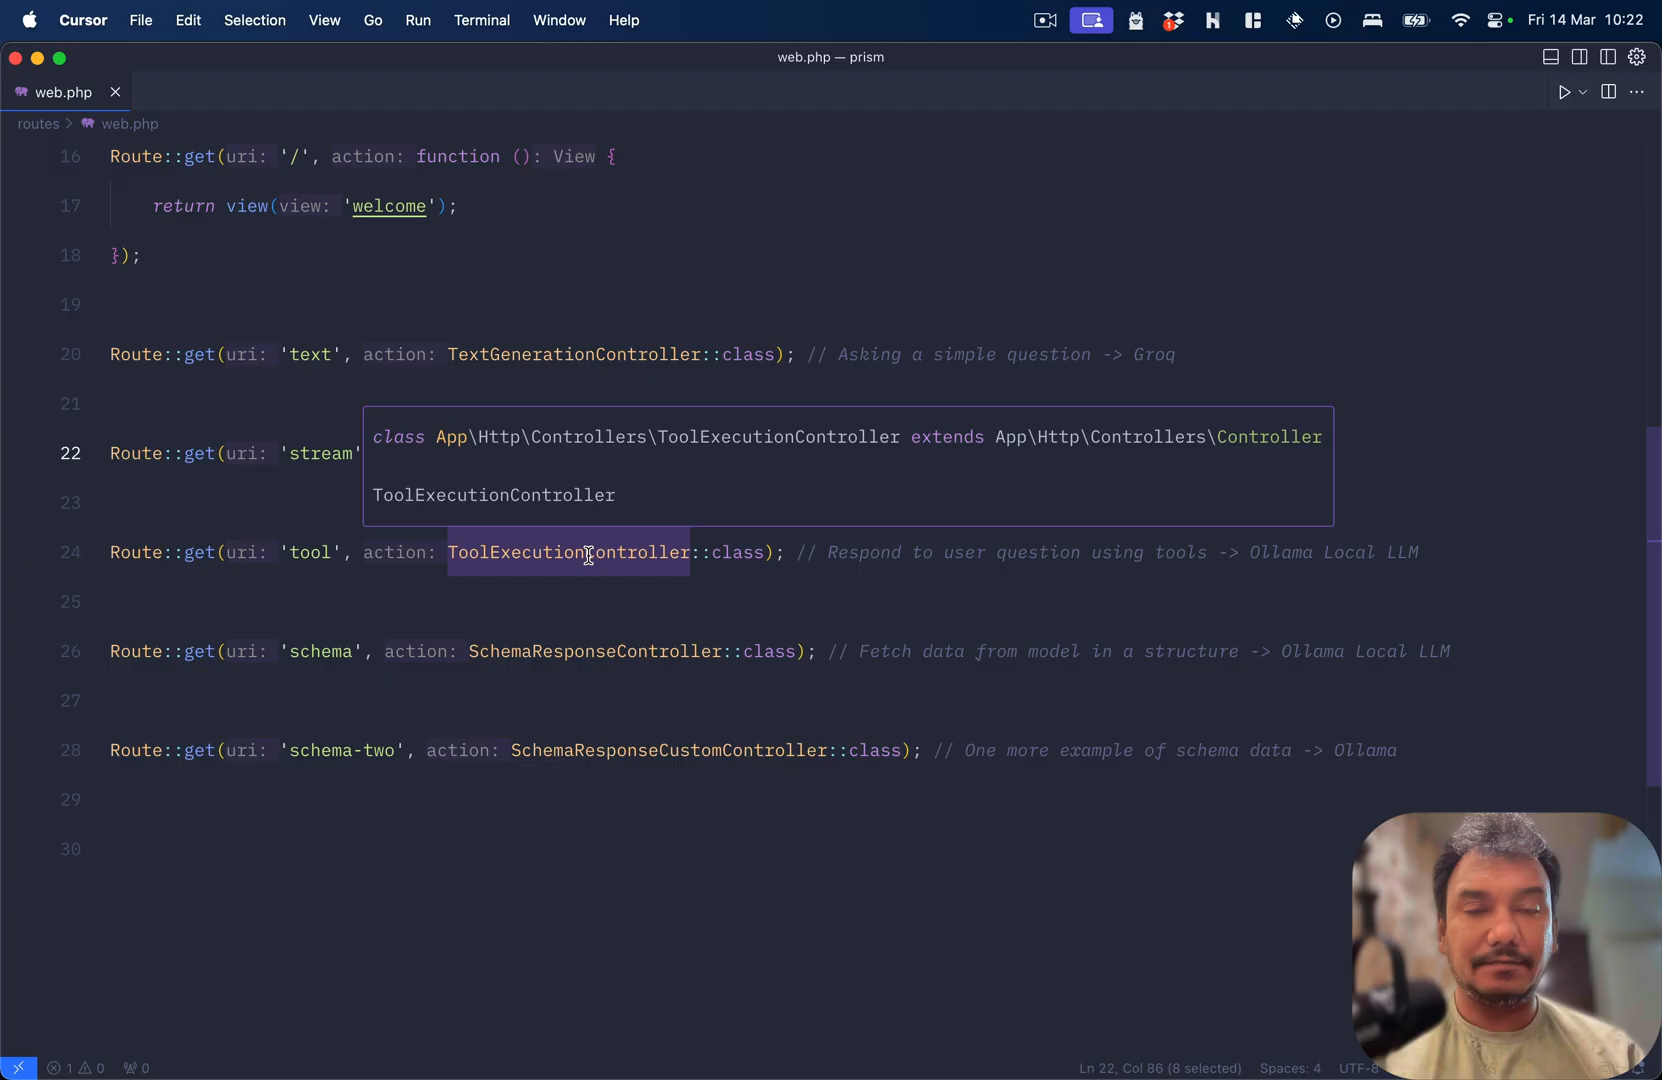 Cursor File Edit Selection View Go Run Terminal Window Help 1 Fri 14 Mar 10:22
web.php — prism
web.php
routes > web.php
16 Route::get(uri: '/', action: function (): View {
17 return view(view: 'welcome');
18 });
19
20 Route::get(uri: 'text', action: TextGenerationController::class); // Asking a simple question -> Groq
21
class App\Http\Controllers\ToolExecutionController extends App\Http\Controllers\Controller
22 Route::get(uri: 'stream'
ToolExecutionController
23
24 Route::get(uri: 'tool', action: ToolExecutionController::class); // Respond to user question using tools -> Ollama Local LLM
25
26 Route::get(uri: 'schema', action: SchemaResponseController::class); // Fetch data from model in a structure -> Ollama Local LLM
27
28 Route::get(uri: 'schema-two', action: SchemaResponseCustomController::class); // One more example of schema data -> Ollama
29
30
1 0 0 Ln 22, Col 86 (8 selected) Spaces: 4 UTF-8